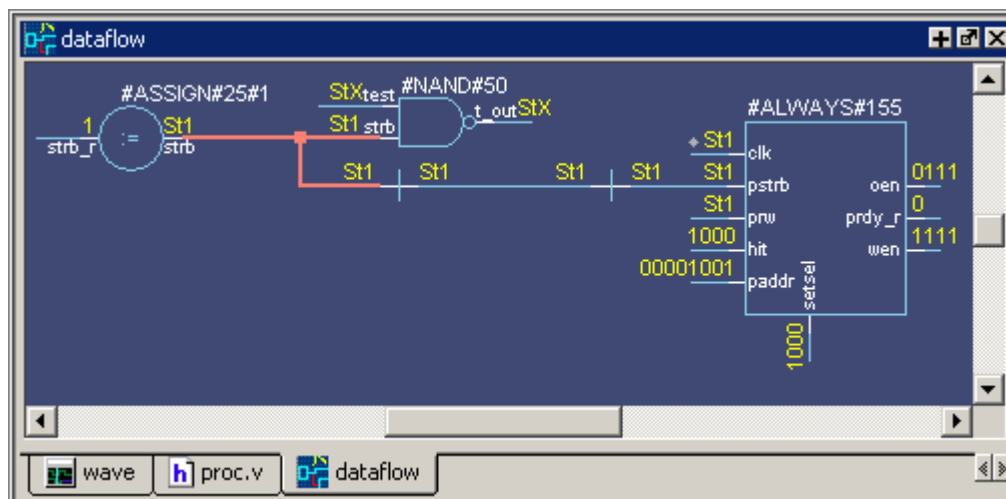 dataflow
#ASSIGN#25#1
1
strb_r
:=
St1
strb
#NAND#50
StX test
St1 strb
t_out StX
St1 St1 St1 St1 St1
#ALWAYS#155
St1 clk
pstrb
St1 prw
1000 hit
00001001 paddr
setsel
1000
oen 0111
prdy_r 0
wen 1111
wave proc.v dataflow